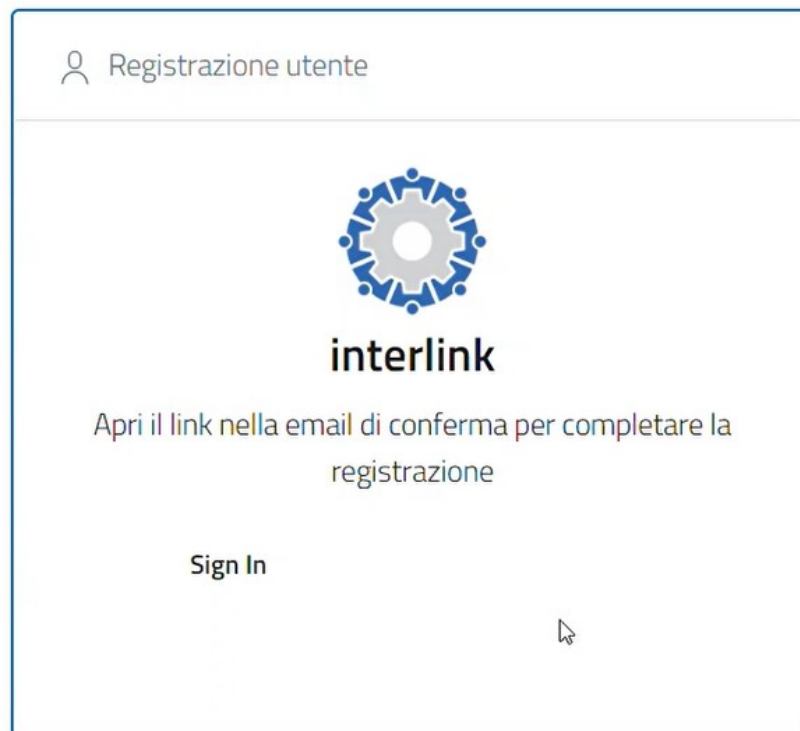 Registrazione utente
interlink
Apri il link nella email di conferma per completare la
registrazione
Sign In